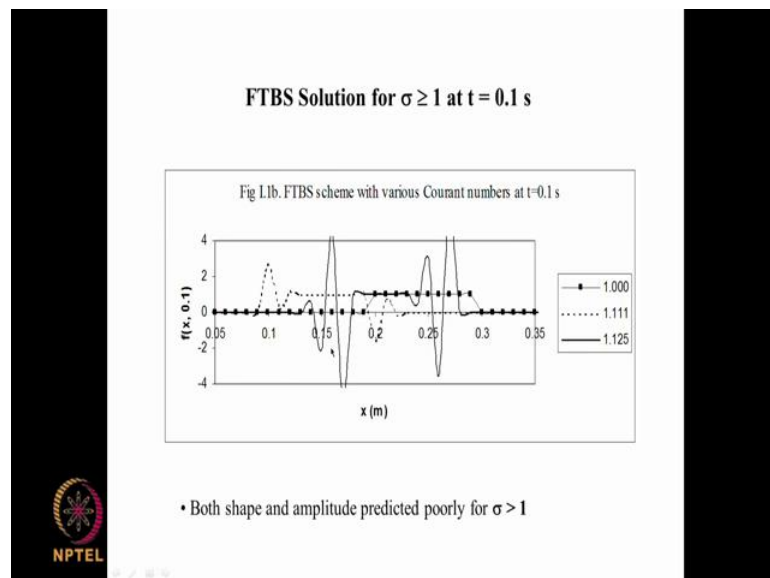 FTBS Solution for σ ≥ 1 at t = 0.1 s
Fig I.1b. FTBS scheme with various Courant numbers at t=0.1 s
f(x, 0.1)
4
2
0
-2
-4
0.05
0.1
0.15
0.2
0.25
0.3
0.35
x (m)
1.000
1.111
1.125
• Both shape and amplitude predicted poorly for σ > 1
NPTEL